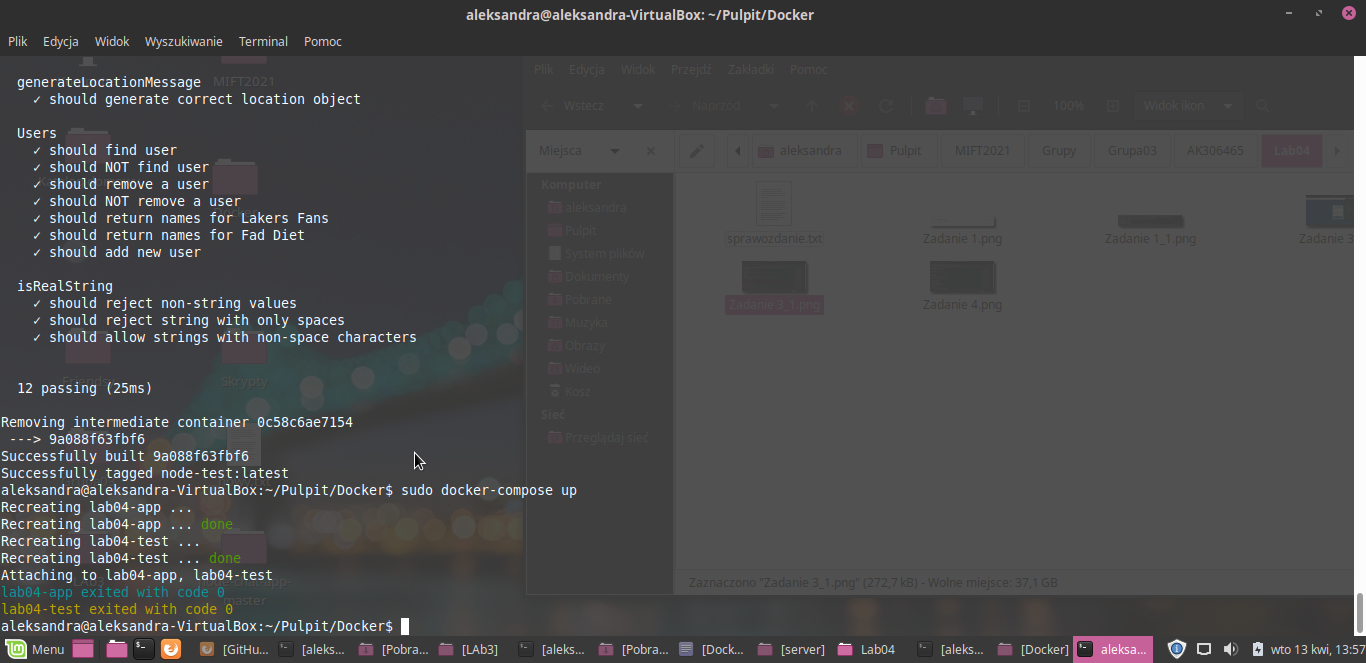 aleksandra@aleksandra-VirtualBox: ~/Pulpit/Docker
Plik Edycja Widok Wyszukiwanie Terminal Pomoc
generateLocationMessage
✓ should generate correct location object
Users
✓ should find user
✓ should NOT find user
✓ should remove a user
✓ should NOT remove a user
✓ should return names for Lakers Fans
✓ should return names for Fad Diet
✓ should add new user
isRealString
✓ should reject non-string values
✓ should reject string with only spaces
✓ should allow strings with non-space characters
12 passing (25ms)
Removing intermediate container 0c58c6ae7154
---> 9a088f63fbf6
Successfully built 9a088f63fbf6
Successfully tagged node-test:latest
aleksandra@aleksandra-VirtualBox:~/Pulpit/Docker$ sudo docker-compose up
Recreating lab04-app ...
Recreating lab04-app ... done
Recreating lab04-test ...
Recreating lab04-test ... done
Attaching to lab04-app, lab04-test
lab04-app exited with code 0
lab04-test exited with code 0
aleksandra@aleksandra-VirtualBox:~/Pulpit/Docker$
MIFT2021
Skrypty
master
Plik Edycja Widok Przejdź Zakładki Pomoc
Wstecz Naprzód 100% Widok ikon
Miejsca aleksandra Pulpit MIFT2021 Grupy Grupa03 AK306465 Lab04
Komputer
aleksandra
Pulpit
System plików
Dokumenty
Pobrane
Muzyka
Obrazy
Wideo
Kosz
Sieć
Przeglądaj sieć
sprawozdanie.txt Zadanie 1.png Zadanie 1_1.png Zadanie 3
Zadanie 3_1.png Zadanie 4.png
Zaznaczono "Zadanie 3_1.png" (272,7 kB) - Wolne miejsce: 37,1 GB
Menu [GitHu... [aleks... [Pobra... [LAb3] [aleks... [Pobra... [Dock... [server] Lab04 [aleks... [Docker] aleksa... wto 13 kwi, 13:57